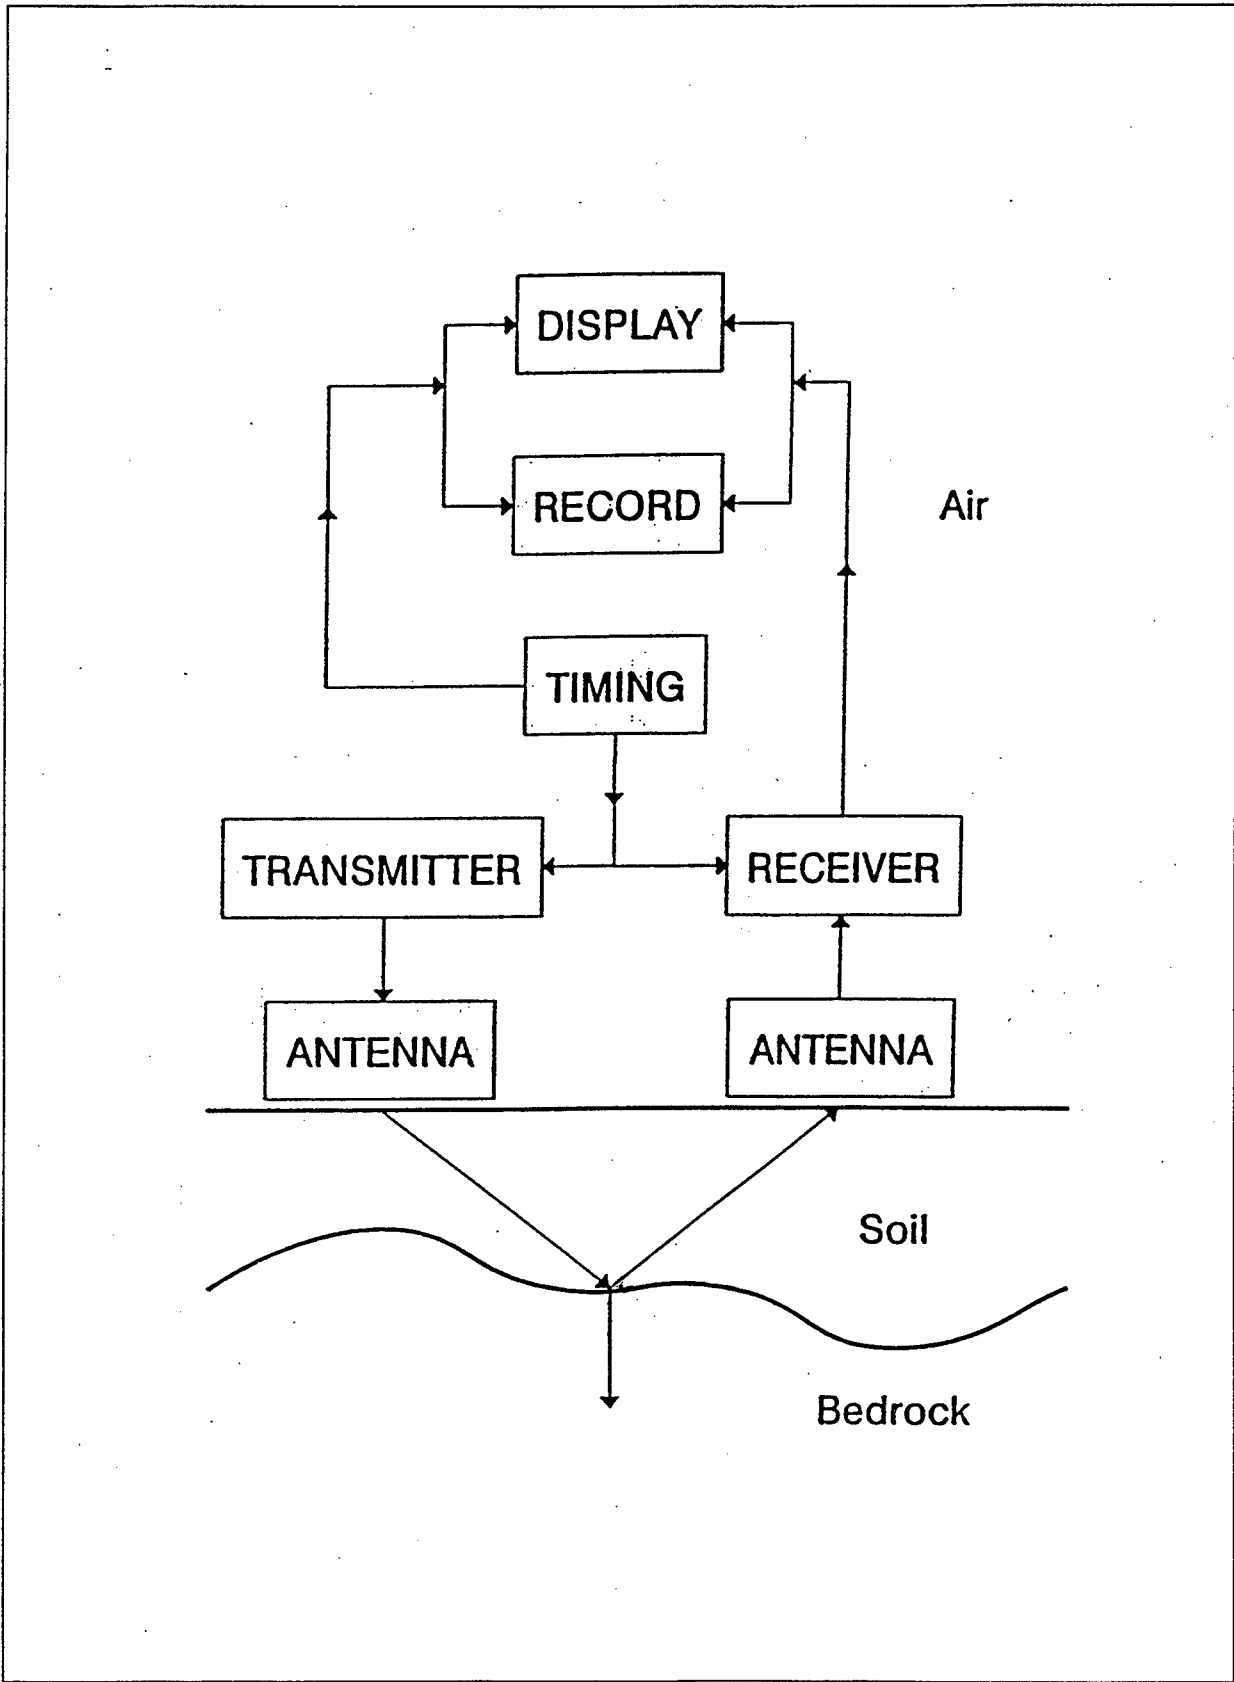 DISPLAY
RECORD
Air
TIMING
TRANSMITTER
RECEIVER
ANTENNA
ANTENNA
Soil
Bedrock